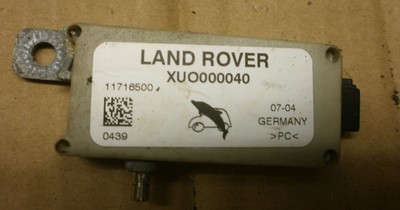 LAND ROVER
XUO000040
11716500
07-04
GERMANY
0439
>PC<